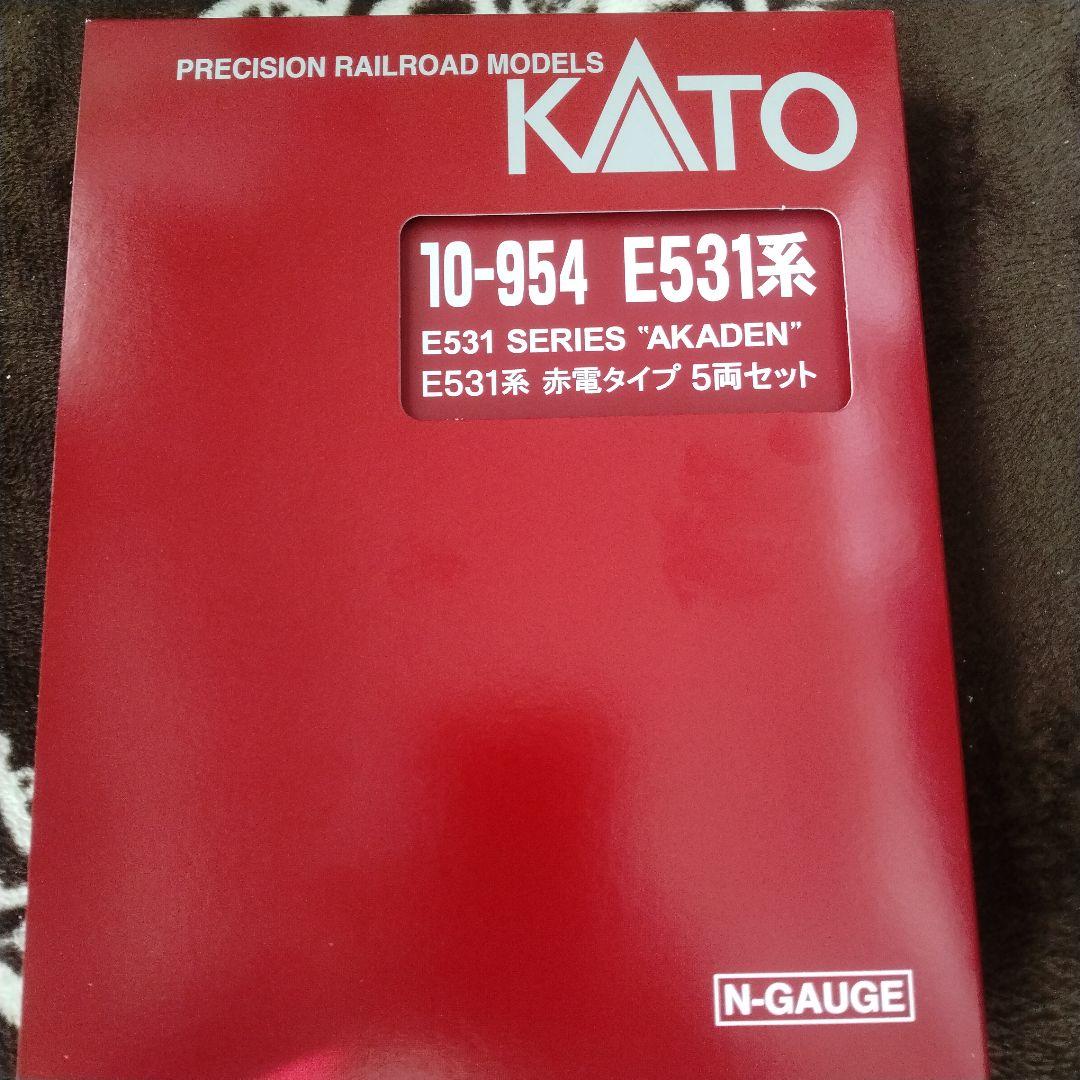 PRECISION RAILROAD MODELS
KATO
10-954 E531系
E531 SERIES "AKADEN"
E531系 赤電タイプ 5両セット
N-GAUGE